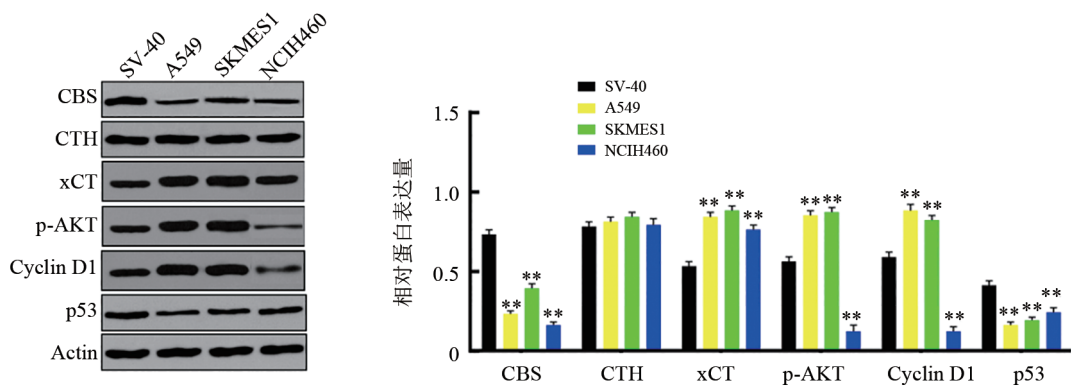 SV-40
A549
SKMES1
NCIH460
CBS
CTH
xCT
p-AKT
Cyclin D1
p53
Actin
相对蛋白表达量
1.5
1.0
0.5
0
SV-40
A549
SKMES1
NCIH460
** ** **
** ** **
** ** **
** ** **
** ** **
CBS CTH xCT p-AKT Cyclin D1 p53